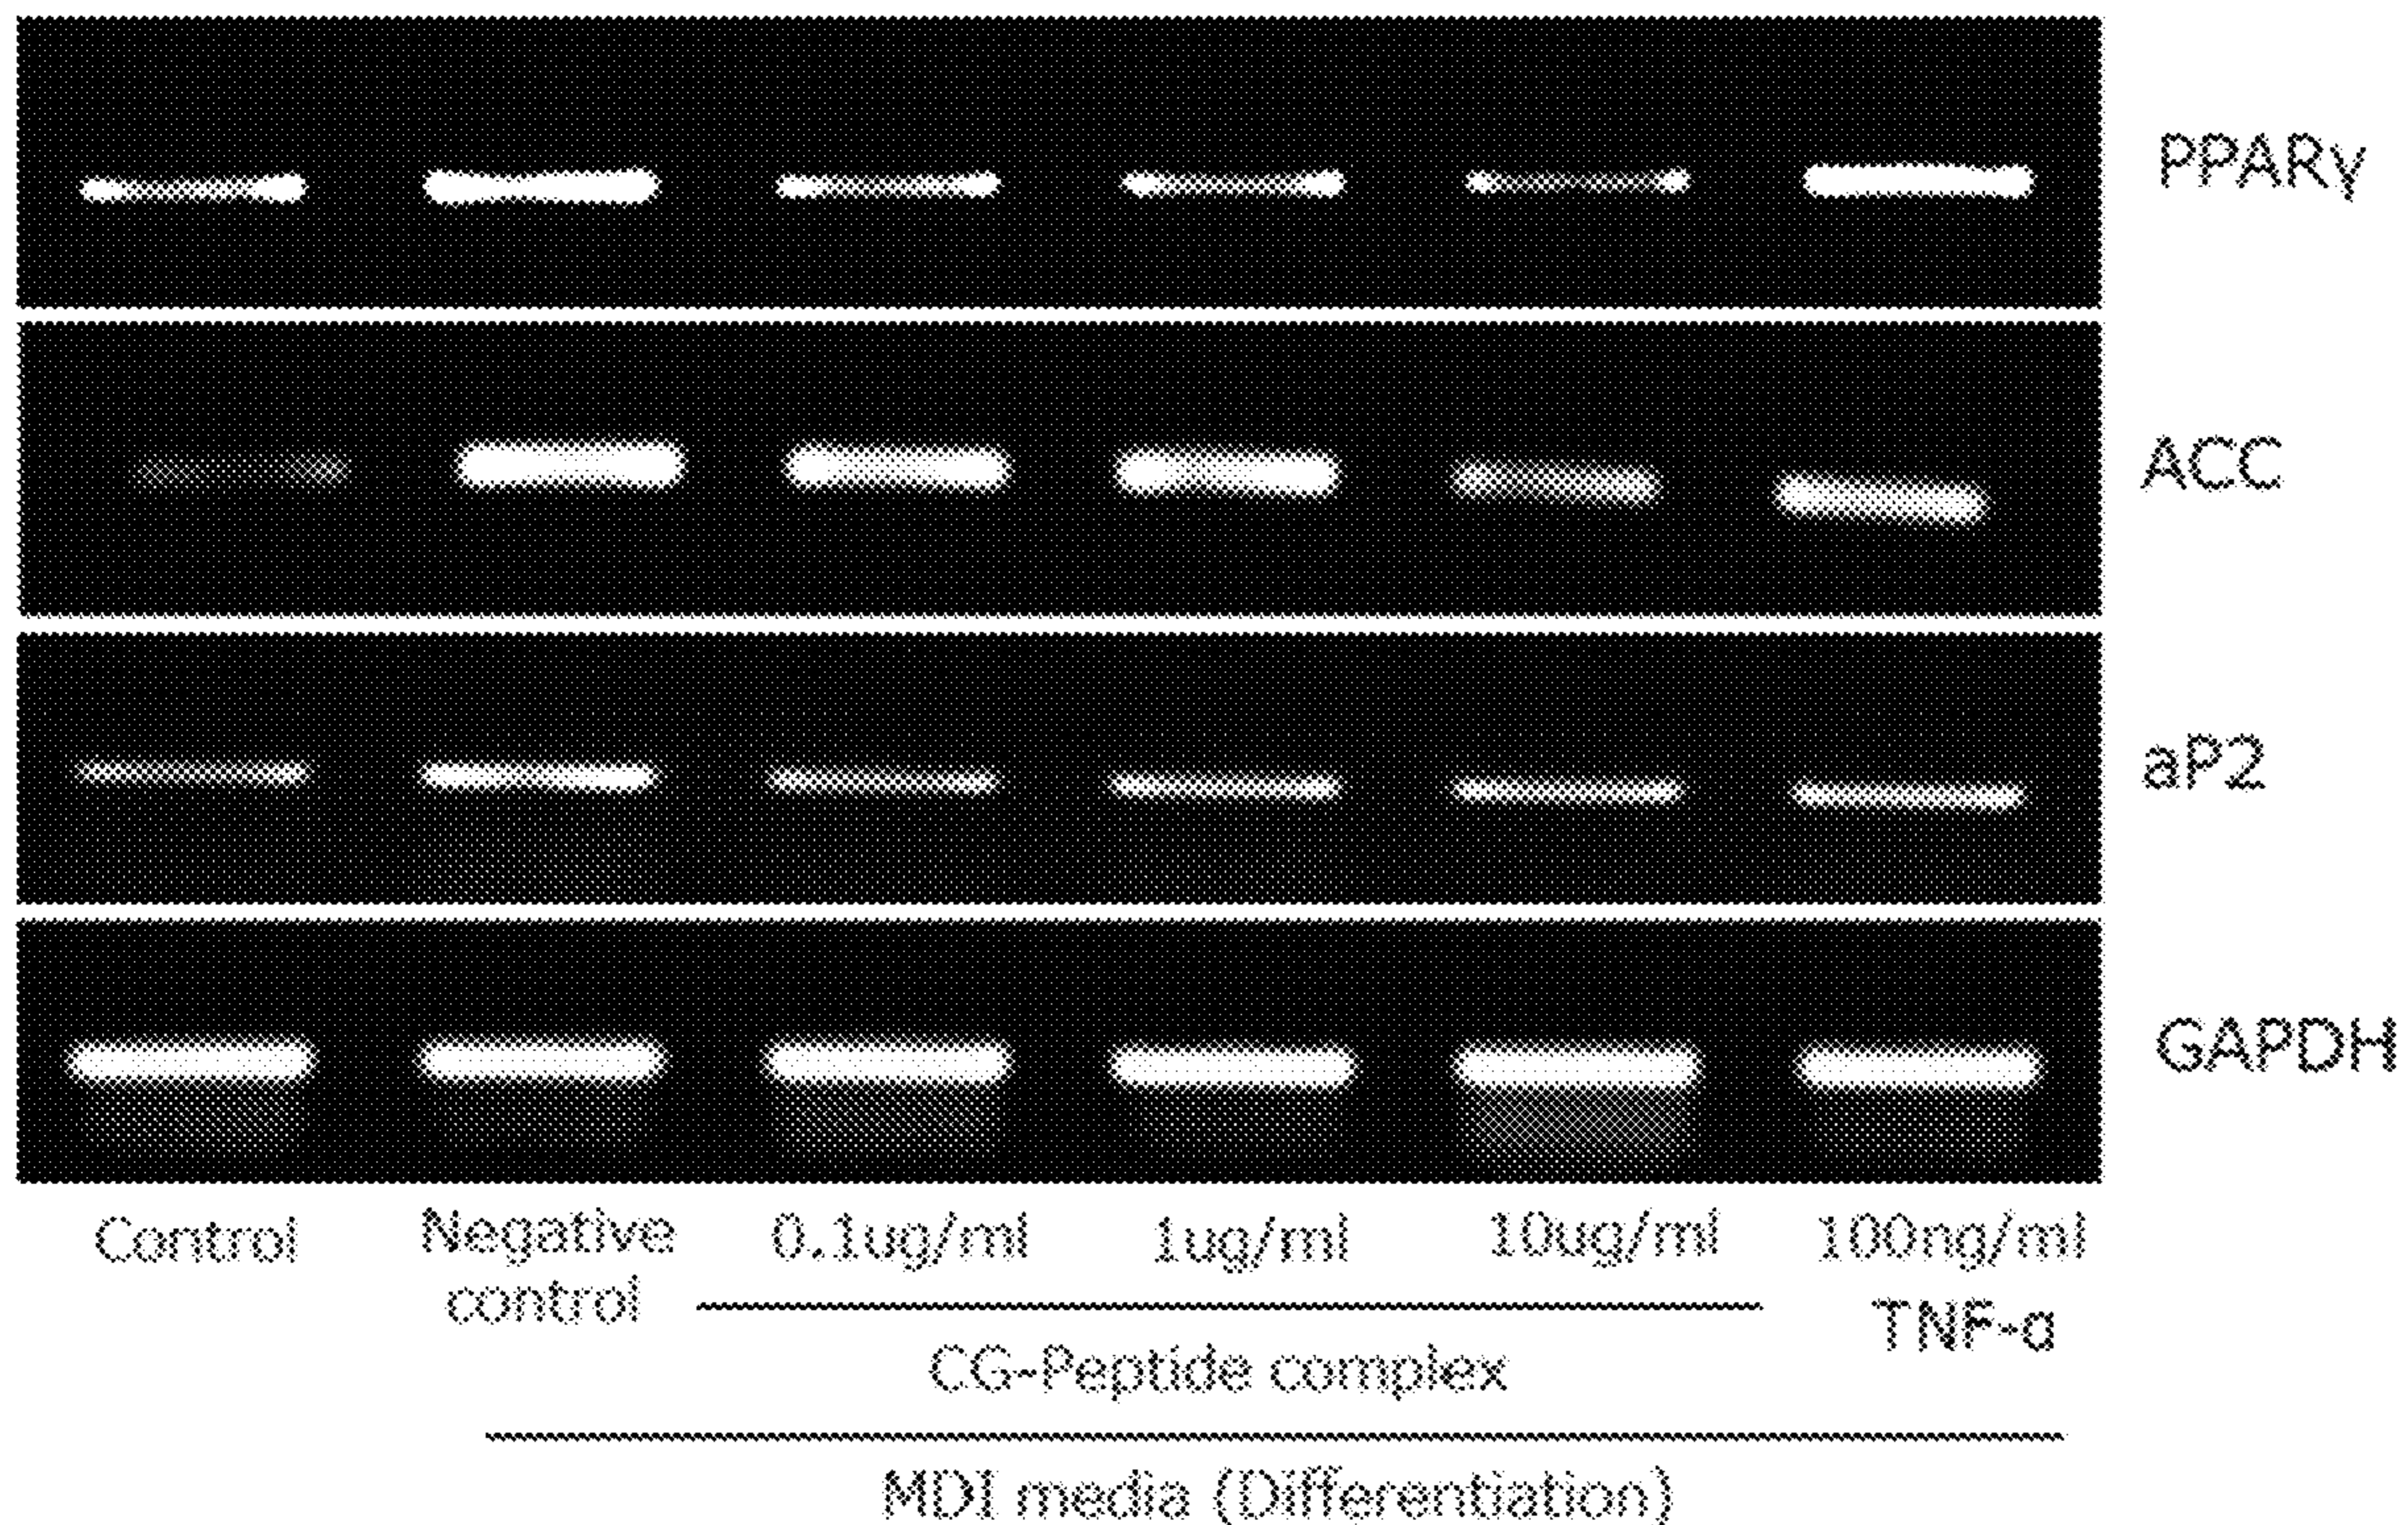 PPARγ
ACC
aP2
GAPDH
Control
Negative control
0.1ug/ml
1ug/ml
10ug/ml
100ng/ml
TNF-α
CG-Peptide complex
MDI media (Differentiation)